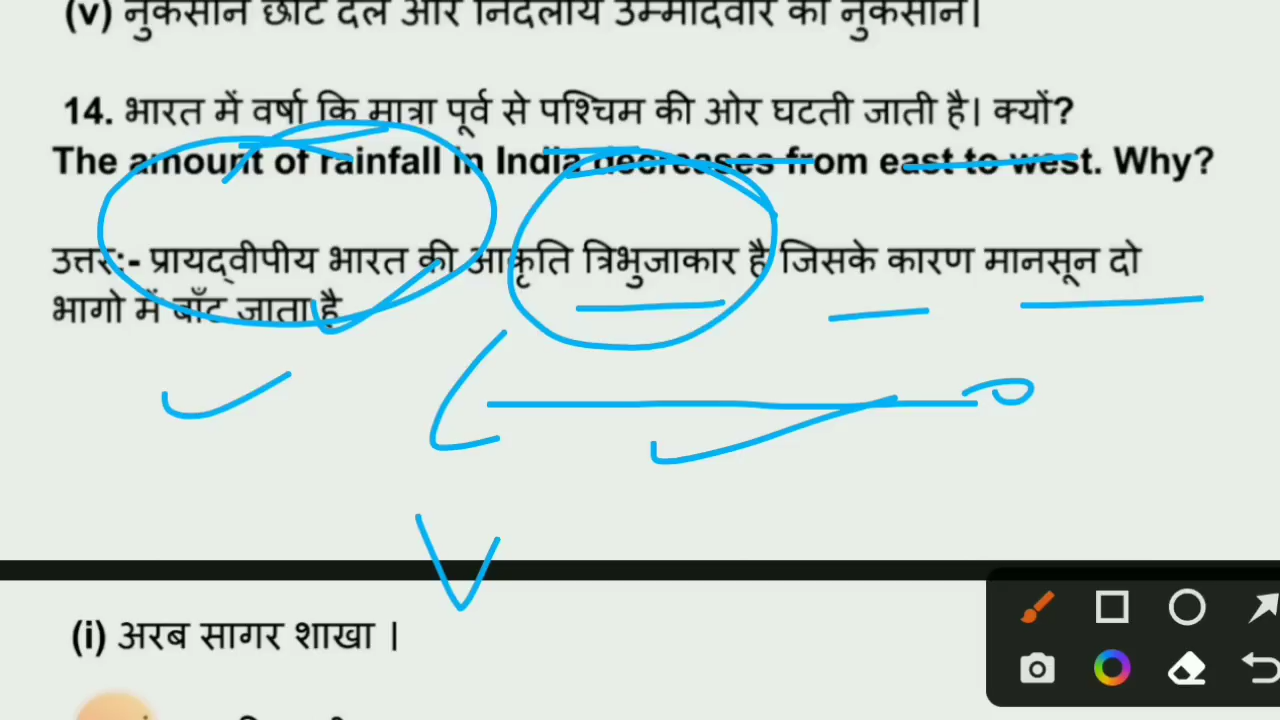 (v) नुकसान छोटे दल और निर्दलीय उम्मीदवार को नुकसान।
14. भारत में वर्षा कि मात्रा पूर्व से पश्चिम की ओर घटती जाती है। क्यों?
The amount of rainfall in India decreases from east to west. Why?
उत्तर:- प्रायद्वीपीय भारत की आकृति त्रिभुजाकार है जिसके कारण मानसून दो
भागो में बाँट जाता है
(i) अरब सागर शाखा ।